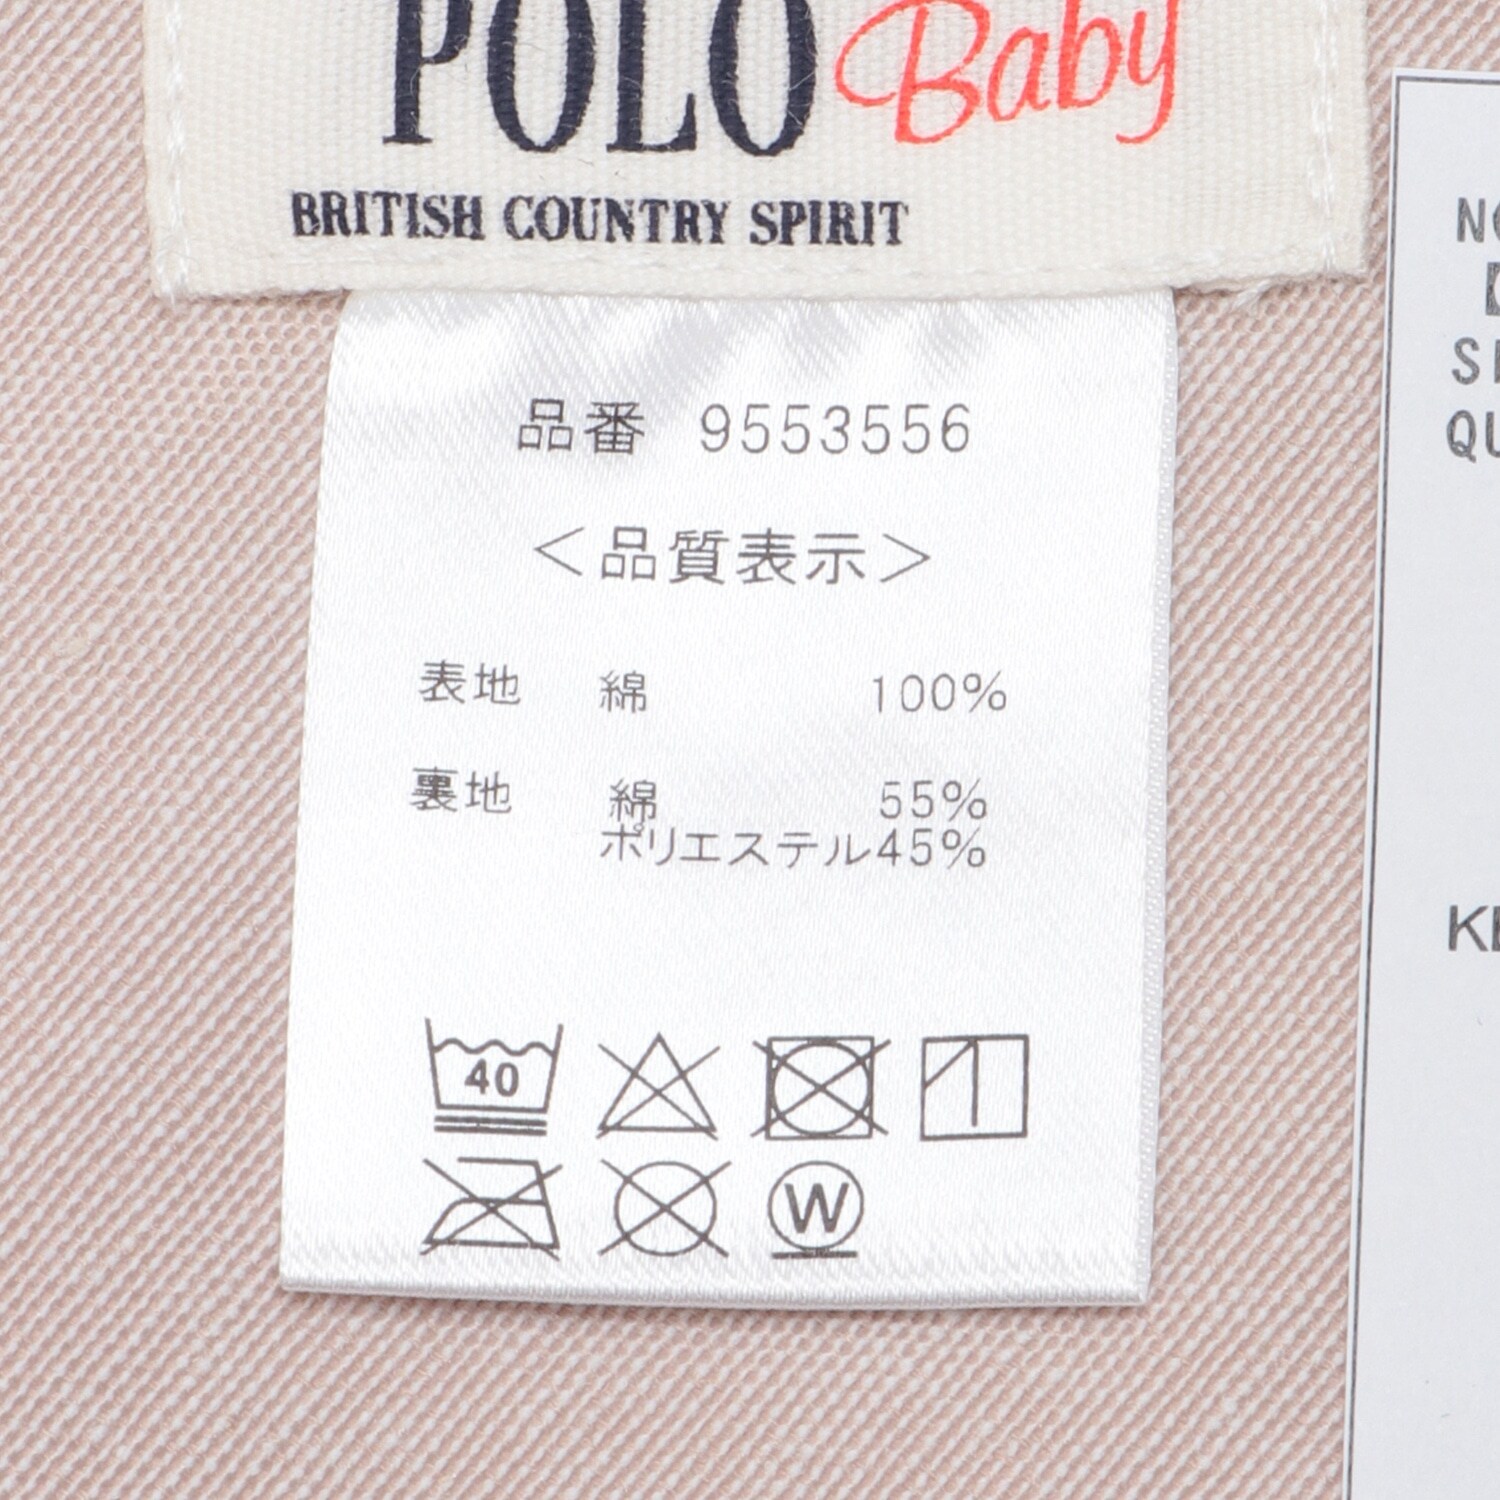 POLO Baby
BRITISH COUNTRY SPIRIT
品番 9553556
<品質表示>
表地 綿 100%
裏地 綿 55%
ポリエステル45%
40
W